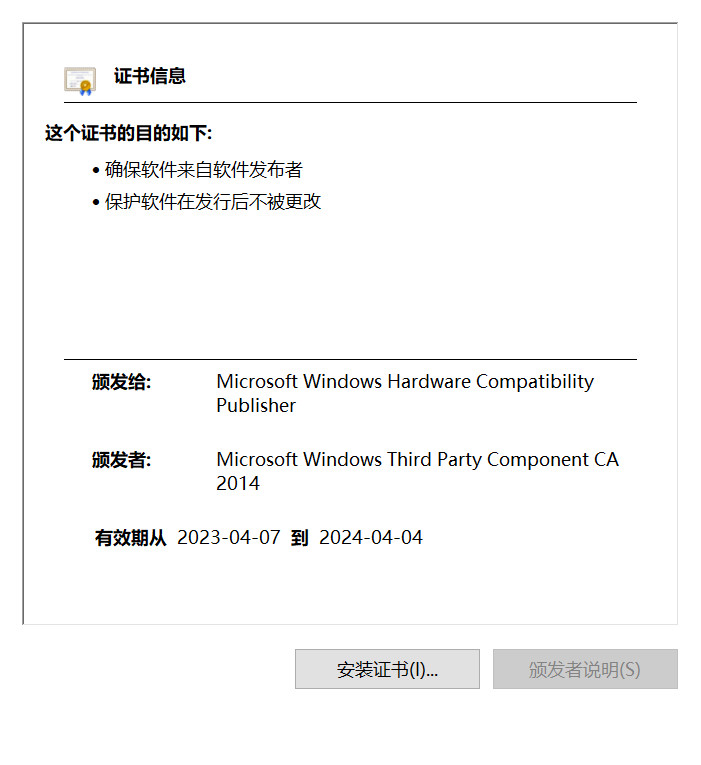 证书信息
这个证书的目的如下:
• 确保软件来自软件发布者
• 保护软件在发行后不被更改
颁发给: Microsoft Windows Hardware Compatibility
Publisher
颁发者: Microsoft Windows Third Party Component CA
2014
有效期从 2023-04-07 到 2024-04-04
安装证书(I)... 颁发者说明(S)